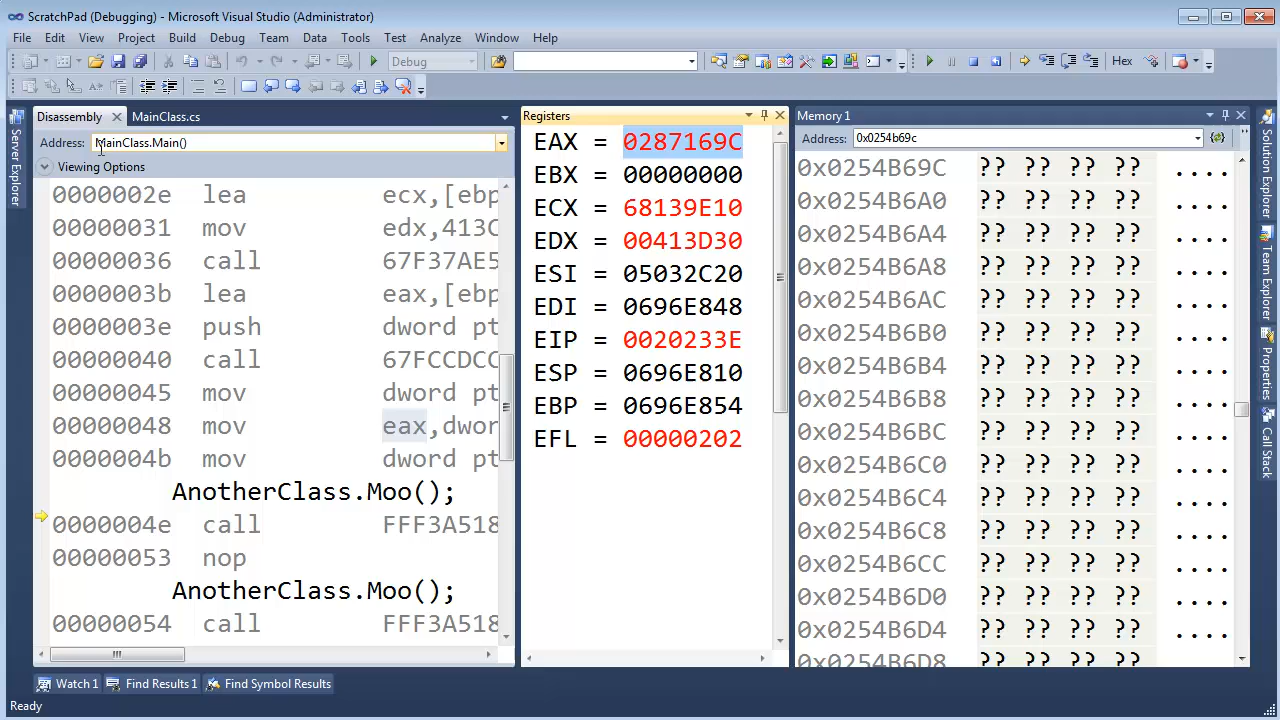 ScratchPad (Debugging) - Microsoft Visual Studio (Administrator)
File Edit View Project Build Debug Team Data Tools Test Analyze Window Help
Debug
Hex
Disassembly MainClass.cs
Address: MainClass.Main()
Viewing Options
0000002e lea ecx,[ebp
00000031 mov edx,413C
00000036 call 67F37AE5
0000003b lea eax,[ebp
0000003e push dword pt
00000040 call 67FCCDCC
00000045 mov dword pt
00000048 mov eax,dwor
0000004b mov dword pt
AnotherClass.Moo();
0000004e call FFF3A518
00000053 nop
AnotherClass.Moo();
00000054 call FFF3A518
Registers
EAX = 0287169C
EBX = 00000000
ECX = 68139E10
EDX = 00413D30
ESI = 05032C20
EDI = 0696E848
EIP = 0020233E
ESP = 0696E810
EBP = 0696E854
EFL = 00000202
Memory 1
Address: 0x0254b69c
0x0254B69C ?? ?? ?? ?? ....
0x0254B6A0 ?? ?? ?? ?? ....
0x0254B6A4 ?? ?? ?? ?? ....
0x0254B6A8 ?? ?? ?? ?? ....
0x0254B6AC ?? ?? ?? ?? ....
0x0254B6B0 ?? ?? ?? ?? ....
0x0254B6B4 ?? ?? ?? ?? ....
0x0254B6B8 ?? ?? ?? ?? ....
0x0254B6BC ?? ?? ?? ?? ....
0x0254B6C0 ?? ?? ?? ?? ....
0x0254B6C4 ?? ?? ?? ?? ....
0x0254B6C8 ?? ?? ?? ?? ....
0x0254B6CC ?? ?? ?? ?? ....
0x0254B6D0 ?? ?? ?? ?? ....
0x0254B6D4 ?? ?? ?? ?? ....
0x0254B6D8 ?? ?? ?? ?? ....
Server Explorer
Solution Explorer
Team Explorer
Properties
Call Stack
Watch 1 Find Results 1 Find Symbol Results
Ready